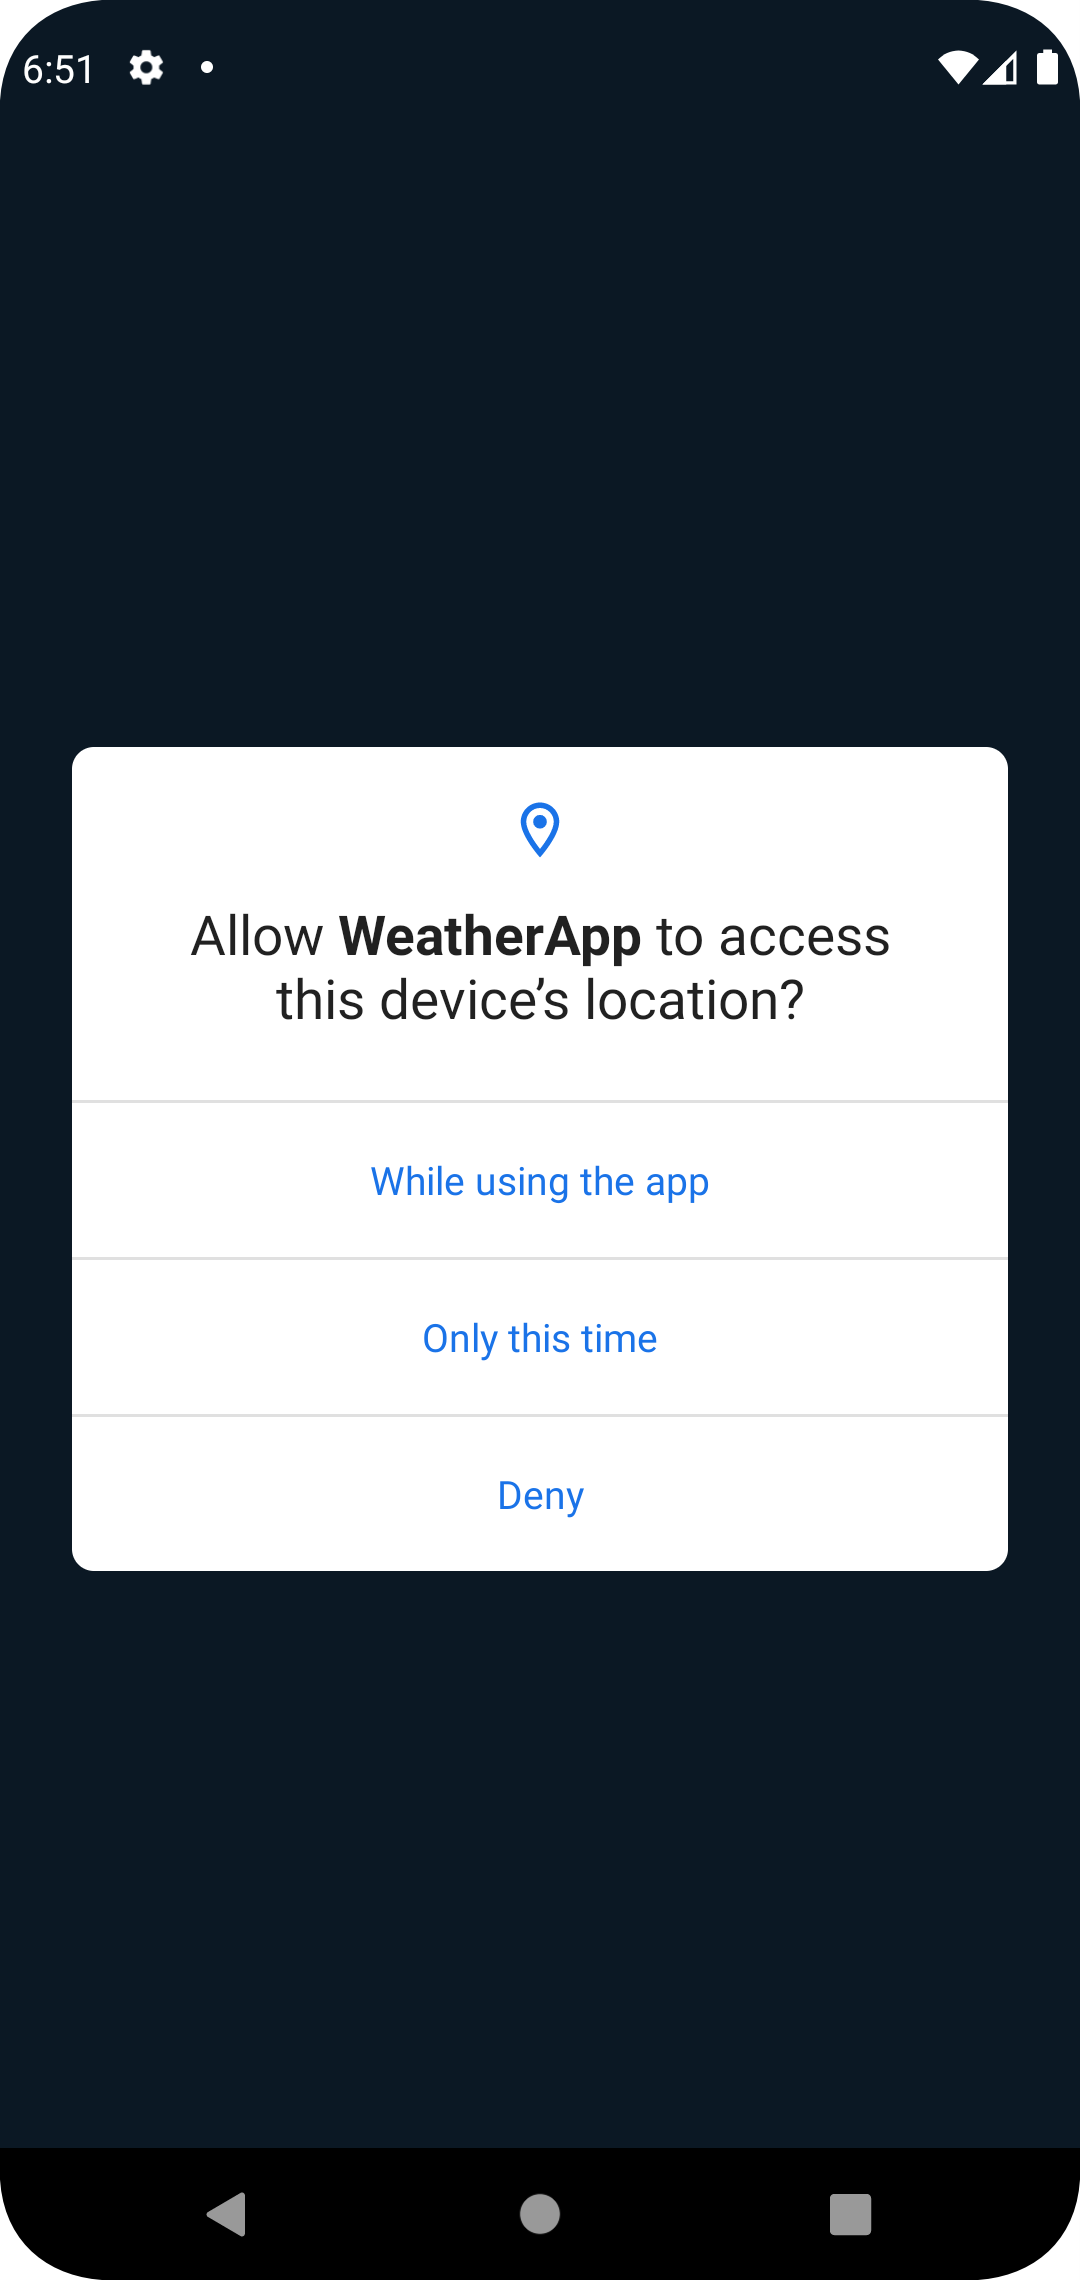 6:51
Allow WeatherApp to access
this device’s location?
While using the app
Only this time
Deny